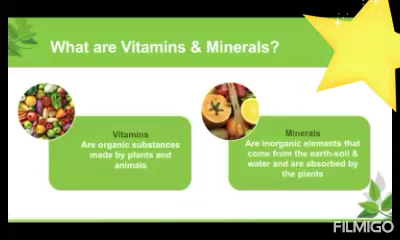 What are Vitamins & Minerals?
Vitamins
Are organic substances
made by plants and
animals
Minerals
Are inorganic elements that
come from the earth-soil &
water and are absorbed by
the plants
FILMIGO